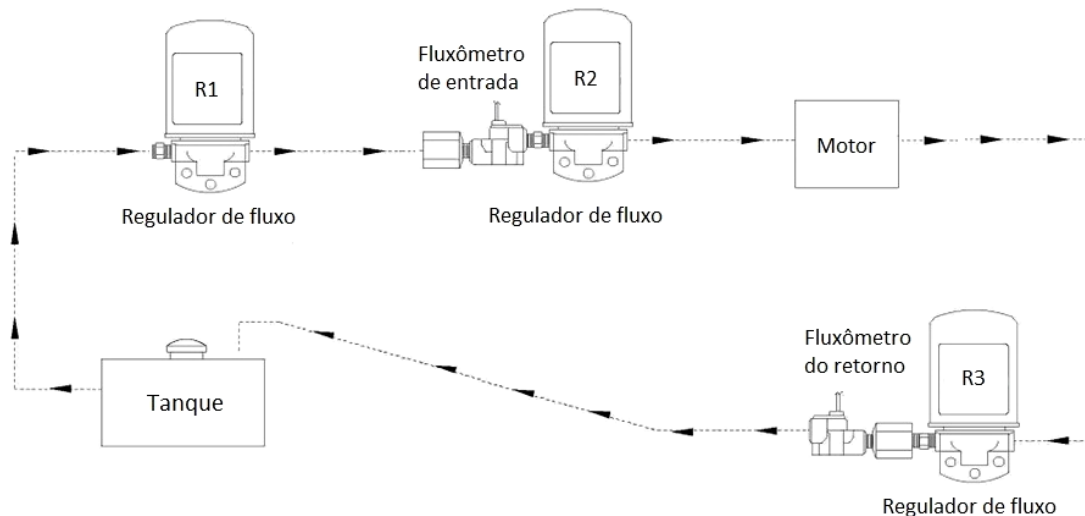 R1
Regulador de fluxo
Fluxômetro
de entrada
R2
Regulador de fluxo
Motor
Tanque
Fluxômetro
do retorno
R3
Regulador de fluxo